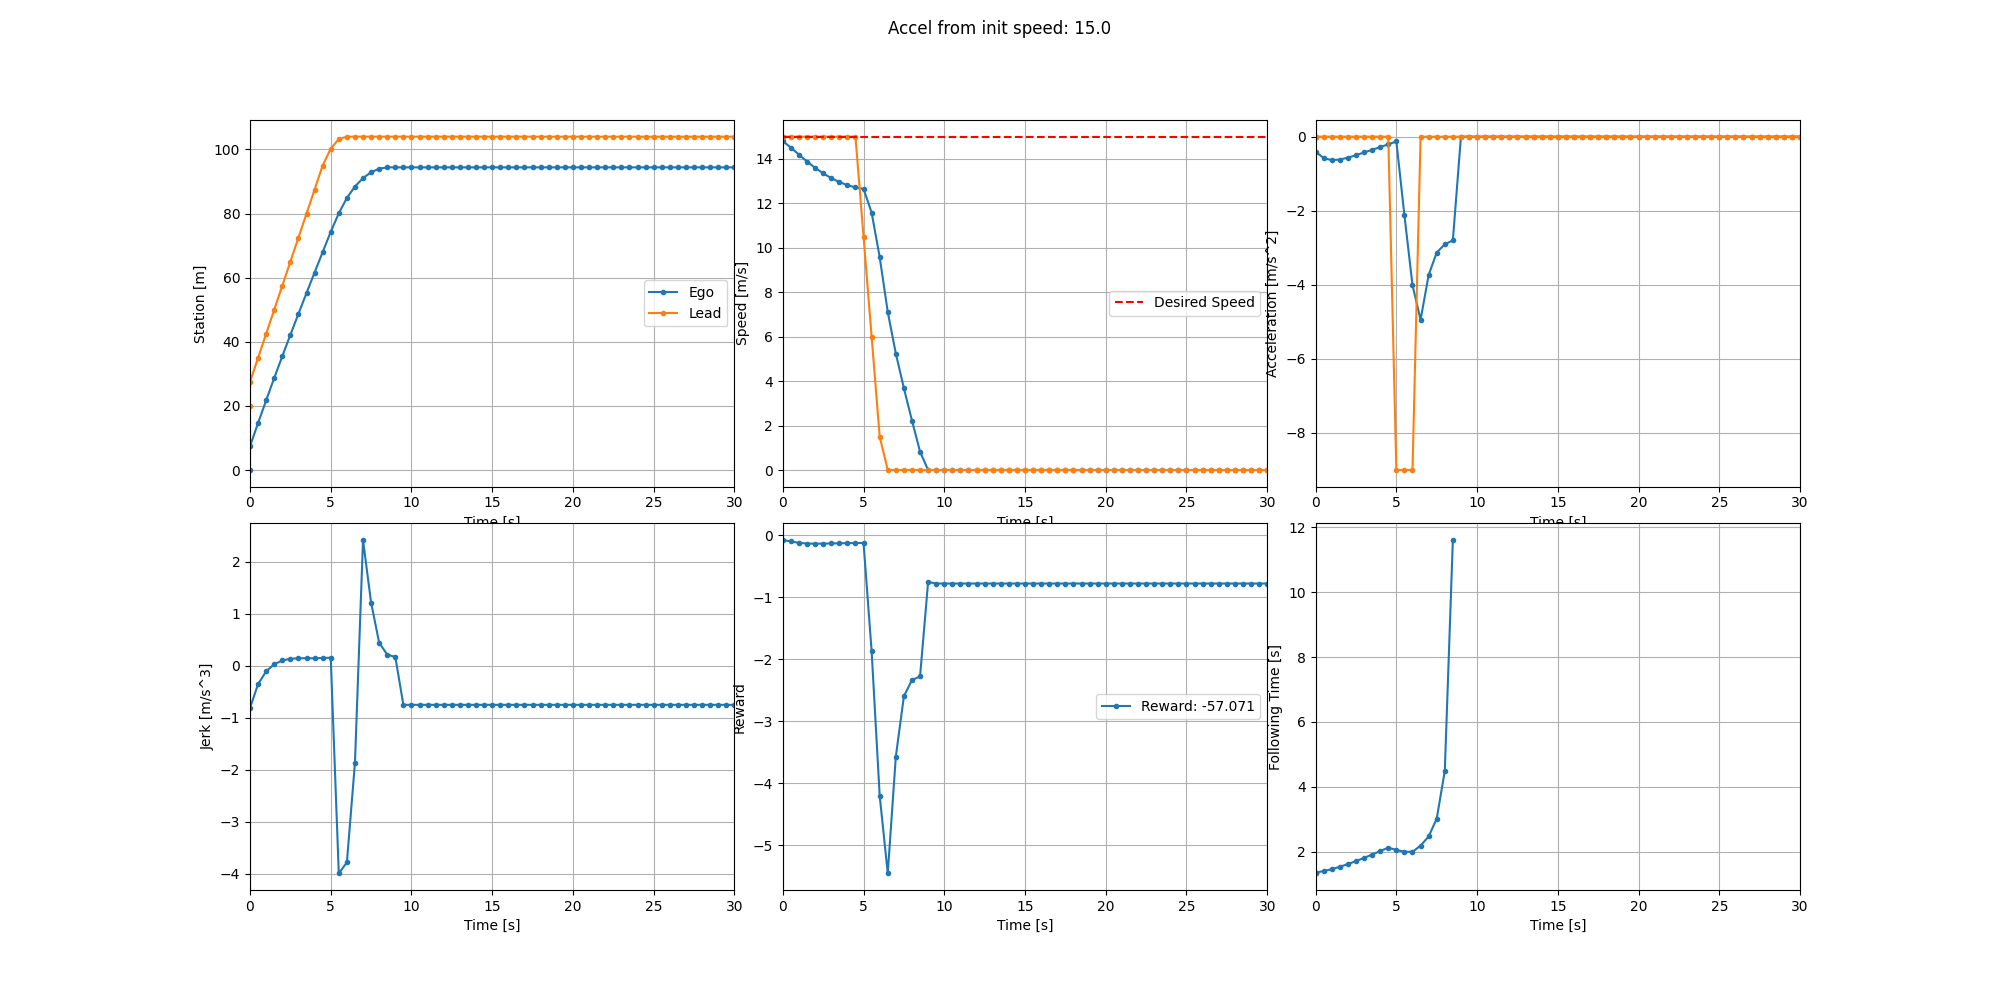 Accel from init speed: 15.0
Station [m]
100
80
60
40
20
0
Ego
Lead
0 5 10 15 20 25 30
Time [s]
Speed [m/s]
14
12
10
8
6
4
2
0
Desired Speed
0 5 10 15 20 25 30
Time [s]
Acceleration [m/s^2]
0
−2
−4
−6
−8
0 5 10 15 20 25 30
Time [s]
Jerk [m/s^3]
2
1
0
−1
−2
−3
−4
0 5 10 15 20 25 30
Time [s]
Reward
0
−1
−2
−3
−4
−5
Reward: -57.071
0 5 10 15 20 25 30
Time [s]
Following Time [s]
12
10
8
6
4
2
0 5 10 15 20 25 30
Time [s]